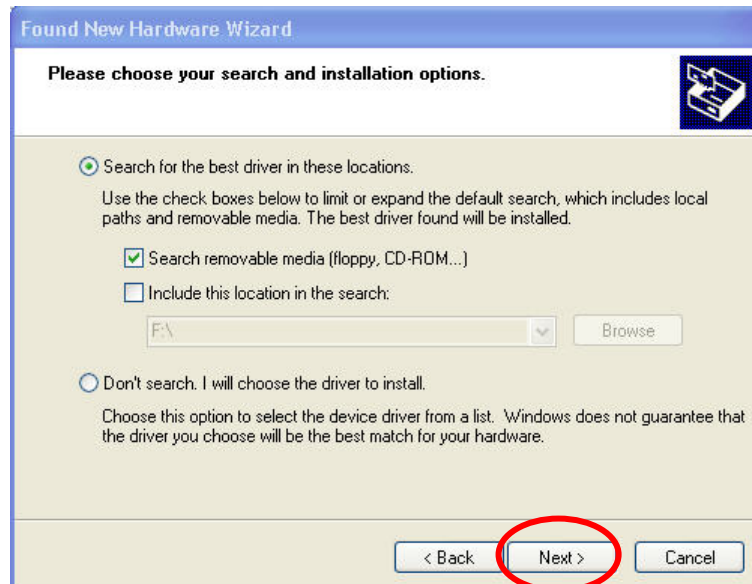 Found New Hardware Wizard
Please choose your search and installation options.
Search for the best driver in these locations.
Use the check boxes below to limit or expand the default search, which includes local
paths and removable media. The best driver found will be installed.
Search removable media (floppy, CD-ROM...)
Include this location in the search:
F:\
Browse
Don't search. I will choose the driver to install.
Choose this option to select the device driver from a list. Windows does not guarantee that
the driver you choose will be the best match for your hardware.
< Back Next > Cancel